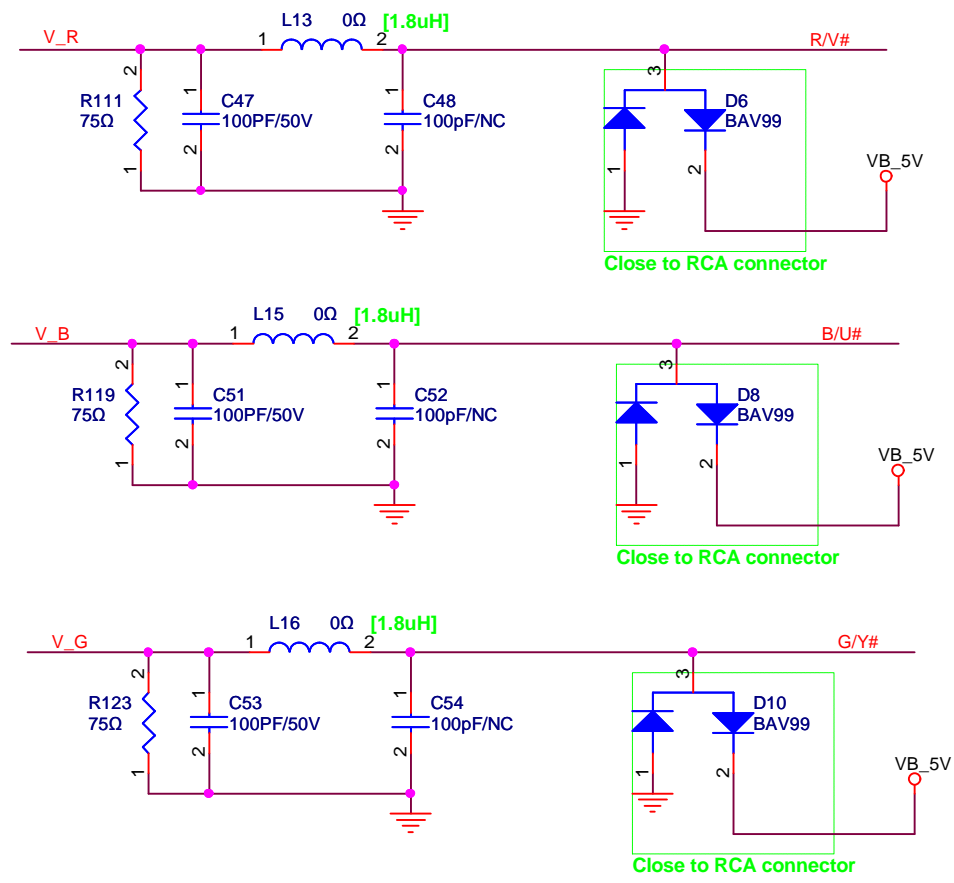 L13 0Ω [1.8uH]
V_R 1 2 R/V#
2 1 1 3
R111 75Ω
C47 100PF/50V
C48 100pF/NC
D6 BAV99
1 2 2 1 2
VB_5V
Close to RCA connector
L15 0Ω [1.8uH]
V_B 1 2 B/U#
2 1 1 3
R119 75Ω
C51 100PF/50V
C52 100pF/NC
D8 BAV99
1 2 2 1 2
VB_5V
Close to RCA connector
L16 0Ω [1.8uH]
V_G 1 2 G/Y#
2 1 1 3
R123 75Ω
C53 100PF/50V
C54 100pF/NC
D10 BAV99
1 2 2 1 2
VB_5V
Close to RCA connector